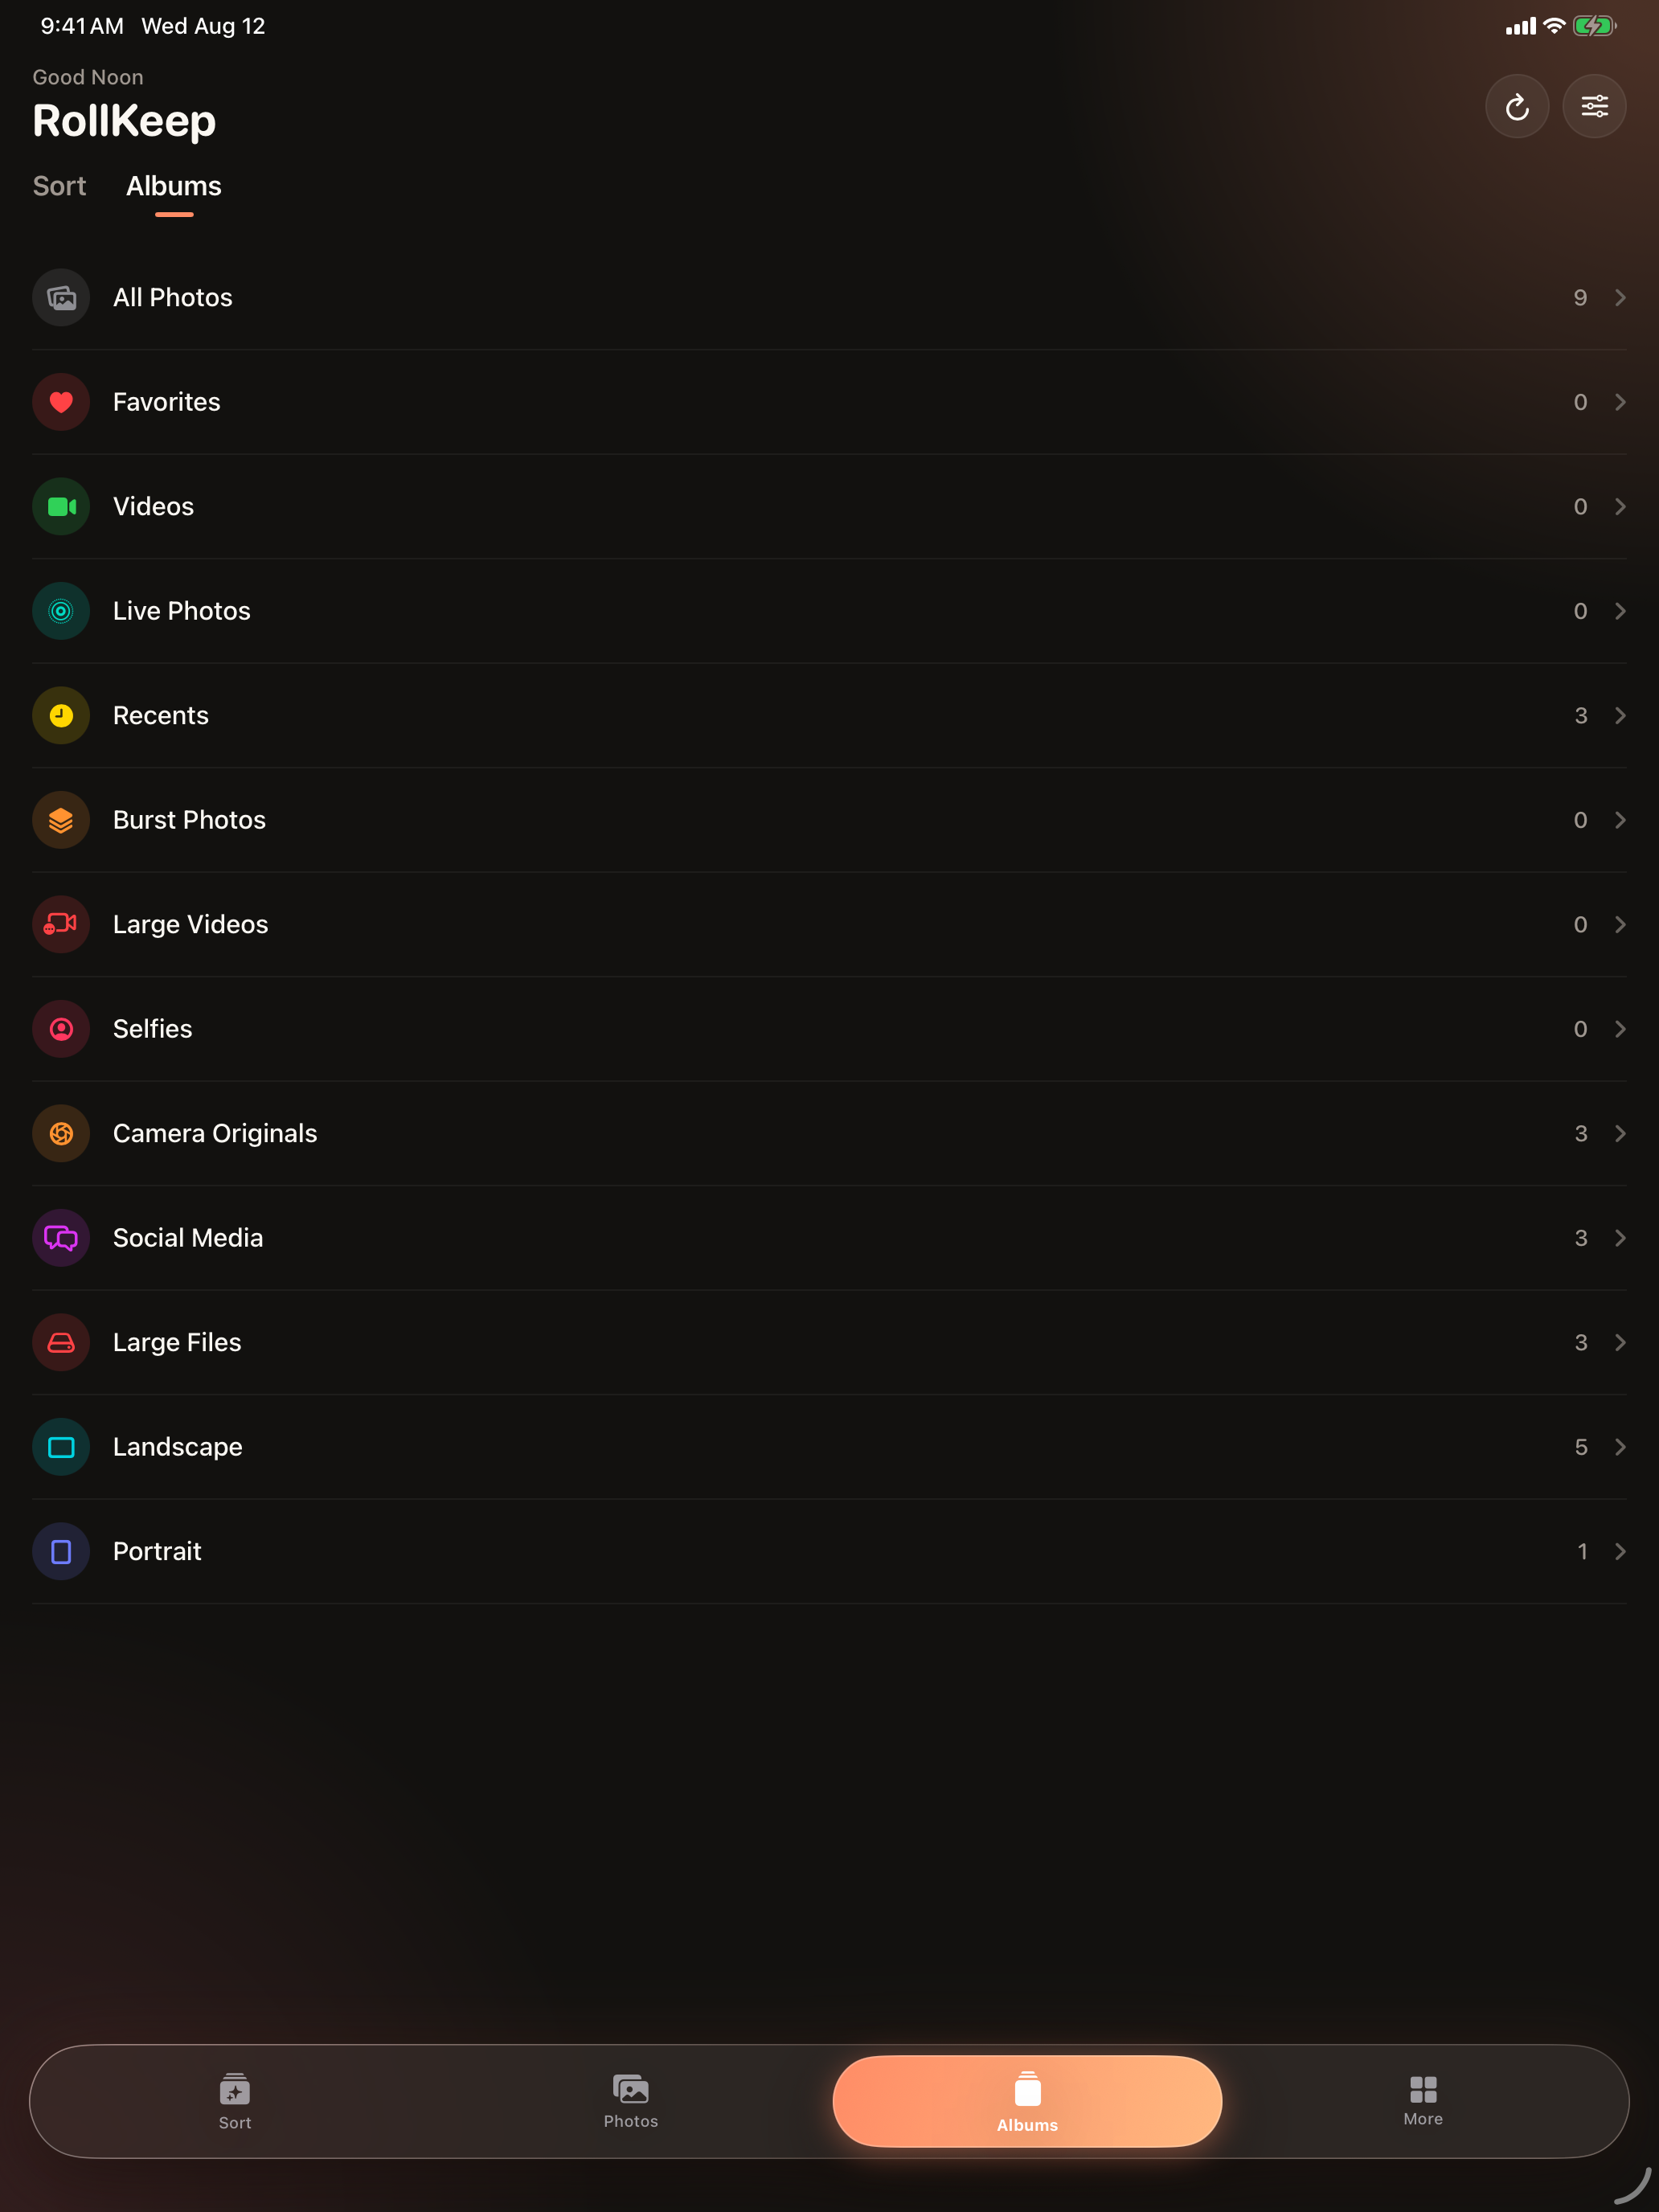 9:41 AM Wed Aug 12
Good Noon
RollKeep
Sort Albums
All Photos 9
Favorites 0
Videos 0
Live Photos 0
Recents 3
Burst Photos 0
Large Videos 0
Selfies 0
Camera Originals 3
Social Media 3
Large Files 3
Landscape 5
Portrait 1
Sort Photos Albums More